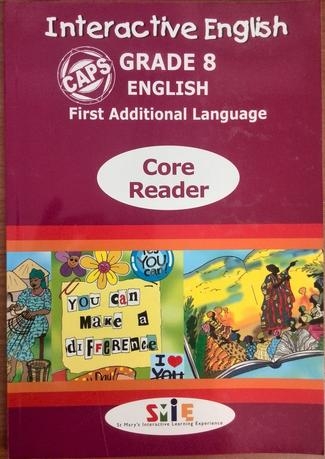 Interactive English
CAPS
GRADE 8
ENGLISH
First Additional Language
Core
Reader
Yes
YOU
Can!
YOU Can
Make a
difFERENCE
I
YOU
SMILE
St Mary's Interactive Learning Experience